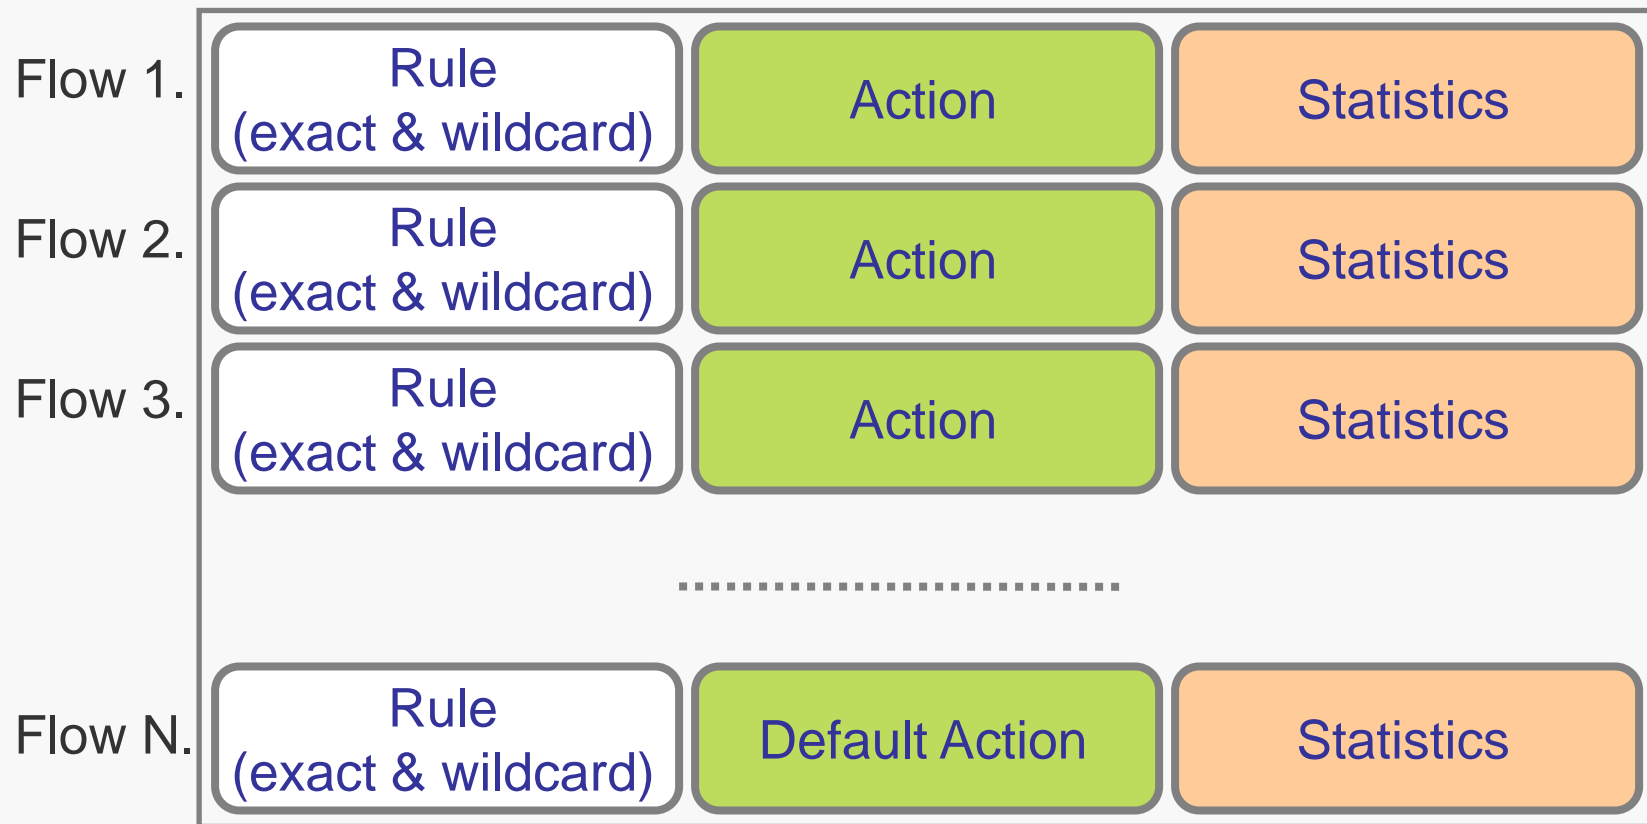 Flow 1.
Rule
(exact & wildcard)
Action
Statistics
Flow 2.
Rule
(exact & wildcard)
Action
Statistics
Flow 3.
Rule
(exact & wildcard)
Action
Statistics
Flow N.
Rule
(exact & wildcard)
Default Action
Statistics